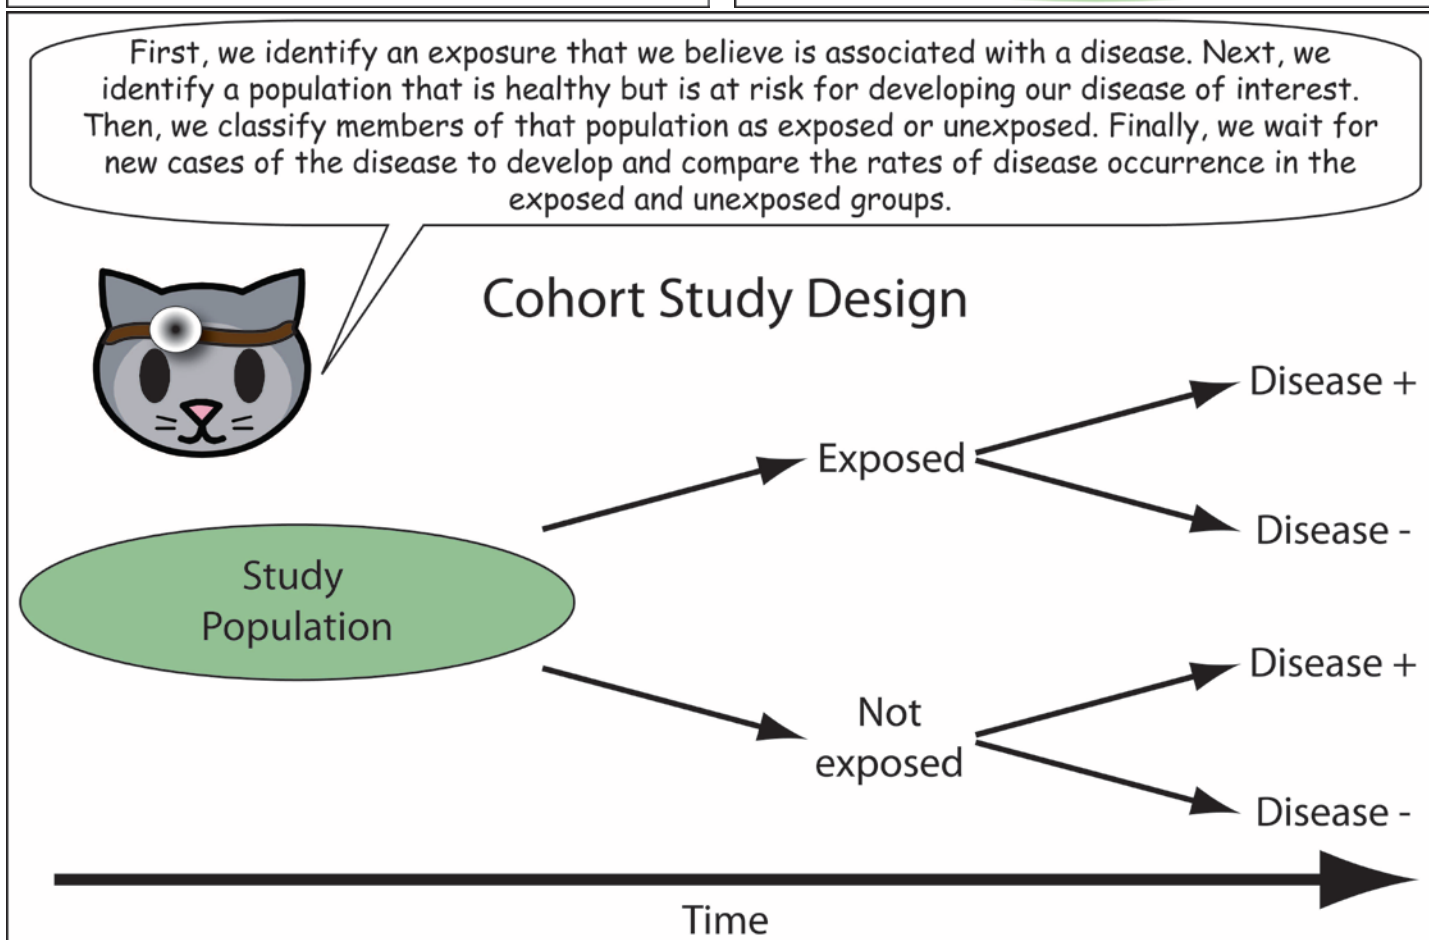 First, we identify an exposure that we believe is associated with a disease. Next, we
identify a population that is healthy but is at risk for developing our disease of interest.
Then, we classify members of that population as exposed or unexposed. Finally, we wait for
new cases of the disease to develop and compare the rates of disease occurrence in the
exposed and unexposed groups.
Cohort Study Design
Disease +
Exposed
Disease -
Study
Population
Disease +
Not
exposed
Disease -
Time